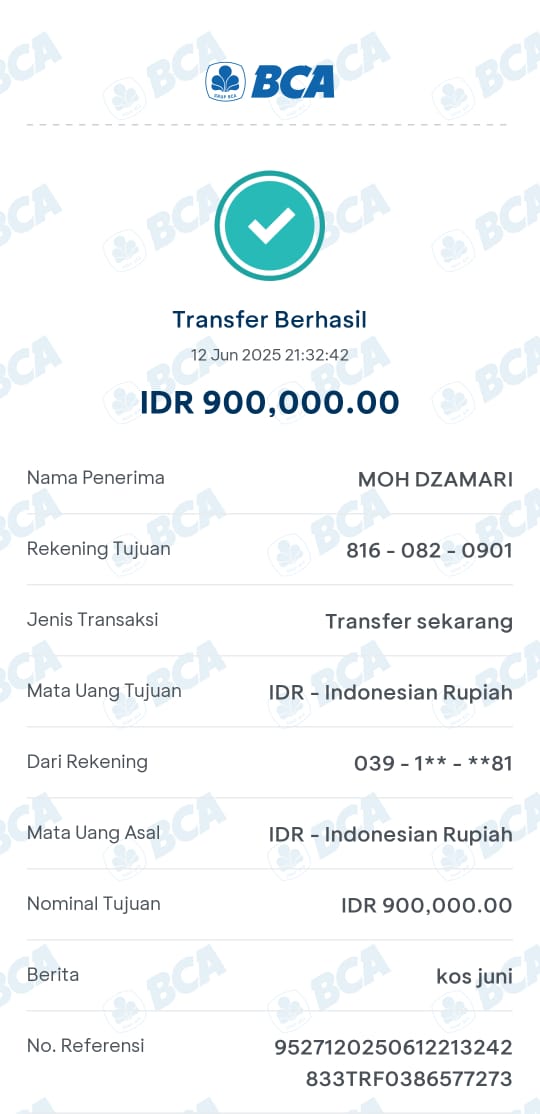 BCA
Transfer Berhasil
12 Jun 2025 21:32:42
IDR 900,000.00
Nama Penerima MOH DZAMARI
Rekening Tujuan 816 - 082 - 0901
Jenis Transaksi Transfer sekarang
Mata Uang Tujuan IDR - Indonesian Rupiah
Dari Rekening 039 - 1** - **81
Mata Uang Asal IDR - Indonesian Rupiah
Nominal Tujuan IDR 900,000.00
Berita kos juni
No. Referensi 9527120250612213242
833TRF0386577273